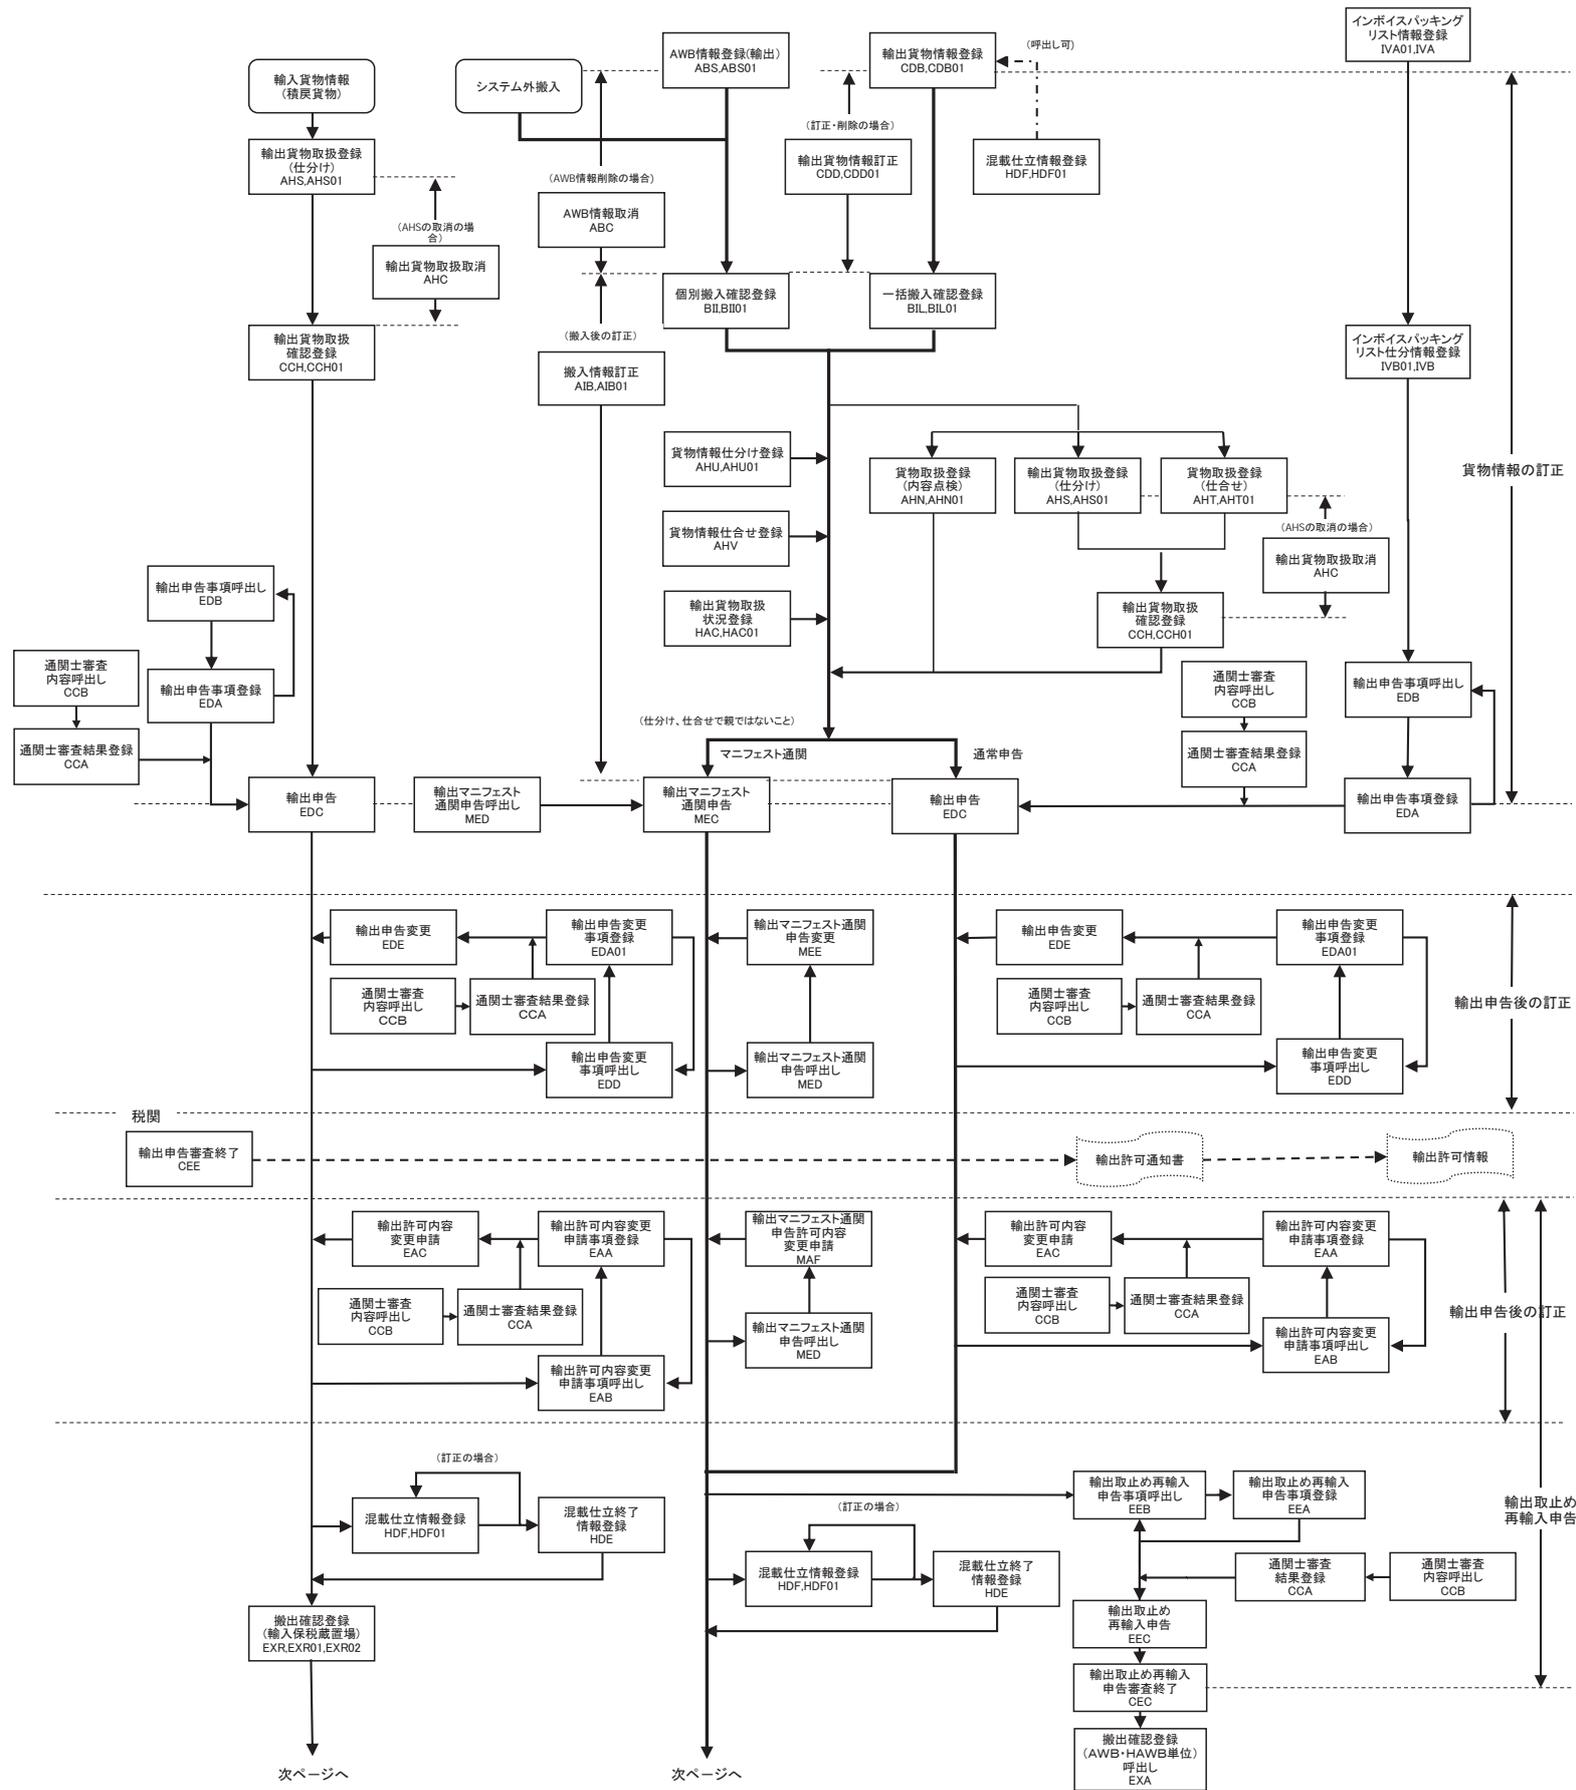 インボイスパッキング
リスト情報登録
IVA01,IVA
AWB情報登録(輸出)
ABS,ABS01
輸出貨物情報登録
CDB,CDB01
(呼出し可)
輸入貨物情報
(積戻貨物)
システム外搬入
(訂正・削除の場合)
輸出貨物取扱登録
(仕分け)
AHS,AHS01
輸出貨物情報訂正
CDD,CDD01
混載仕立情報登録
HDF,HDF01
(AWB情報削除の場合)
AWB情報取消
ABC
(AHSの取消の場
合)
輸出貨物取扱取消
AHC
個別搬入確認登録
BII,BII01
一括搬入確認登録
BIL,BIL01
輸出貨物取扱
確認登録
CCH,CCH01
(搬入後の訂正)
搬入情報訂正
AIB,AIB01
インボイスパッキング
リスト仕分情報登録
IVB01,IVB
貨物情報仕分け登録
AHU,AHU01
貨物取扱登録
(内容点検)
AHN,AHN01
輸出貨物取扱登録
(仕分け)
AHS,AHS01
貨物取扱登録
(仕合せ)
AHT,AHT01
貨物情報の訂正
貨物情報仕合せ登録
AHV
(AHSの取消の場合)
輸出貨物取扱取消
AHC
輸出申告事項呼出し
EDB
輸出貨物取扱
状況登録
HAC,HAC01
輸出貨物取扱
確認登録
CCH,CCH01
通関士審査
内容呼出し
CCB
輸出申告事項登録
EDA
通関士審査
内容呼出し
CCB
輸出申告事項呼出し
EDB
通関士審査結果登録
CCA
(仕分け、仕合せで親ではないこと)
マニフェスト通関
通常申告
通関士審査結果登録
CCA
輸出申告
EDC
輸出マニフェスト
通関申告呼出し
MED
輸出マニフェスト
通関申告
MEC
輸出申告
EDC
輸出申告事項登録
EDA
輸出申告変更
EDE
輸出申告変更
事項登録
EDA01
輸出マニフェスト通関
申告変更
MEE
輸出申告変更
EDE
輸出申告変更
事項登録
EDA01
通関士審査
内容呼出し
CCB
通関士審査結果登録
CCA
通関士審査
内容呼出し
CCB
通関士審査結果登録
CCA
輸出申告後の訂正
輸出申告変更
事項呼出し
EDD
輸出マニフェスト通関
申告呼出し
MED
輸出申告変更
事項呼出し
EDD
税関
輸出申告審査終了
CEE
輸出許可通知書
輸出許可情報
輸出許可内容
変更申請
EAC
輸出許可内容変更
申請事項登録
EAA
輸出マニフェスト通関
申告許可内容
変更申請
MAF
輸出許可内容
変更申請
EAC
輸出許可内容変更
申請事項登録
EAA
通関士審査
内容呼出し
CCB
通関士審査結果登録
CCA
通関士審査
内容呼出し
CCB
通関士審査結果登録
CCA
輸出申告後の訂正
輸出許可内容変更
申請事項呼出し
EAB
輸出マニフェスト通関
申告呼出し
MED
輸出許可内容変更
申請事項呼出し
EAB
(訂正の場合)
混載仕立情報登録
HDF,HDF01
混載仕立終了
情報登録
HDE
(訂正の場合)
輸出取止め再輸入
申告事項呼出し
EEB
輸出取止め再輸入
申告事項登録
EEA
輸出取止め
再輸入申告
混載仕立情報登録
HDF,HDF01
混載仕立終了
情報登録
HDE
通関士審査
結果登録
CCA
通関士審査
内容呼出し
CCB
搬出確認登録
(輸入保税蔵置場)
EXR,EXR01,EXR02
輸出取止め
再輸入申告
EEC
輸出取止め再輸入
申告審査終了
CEC
搬出確認登録
(AWB・HAWB単位)
呼出し
EXA
次ページへ
次ページへ